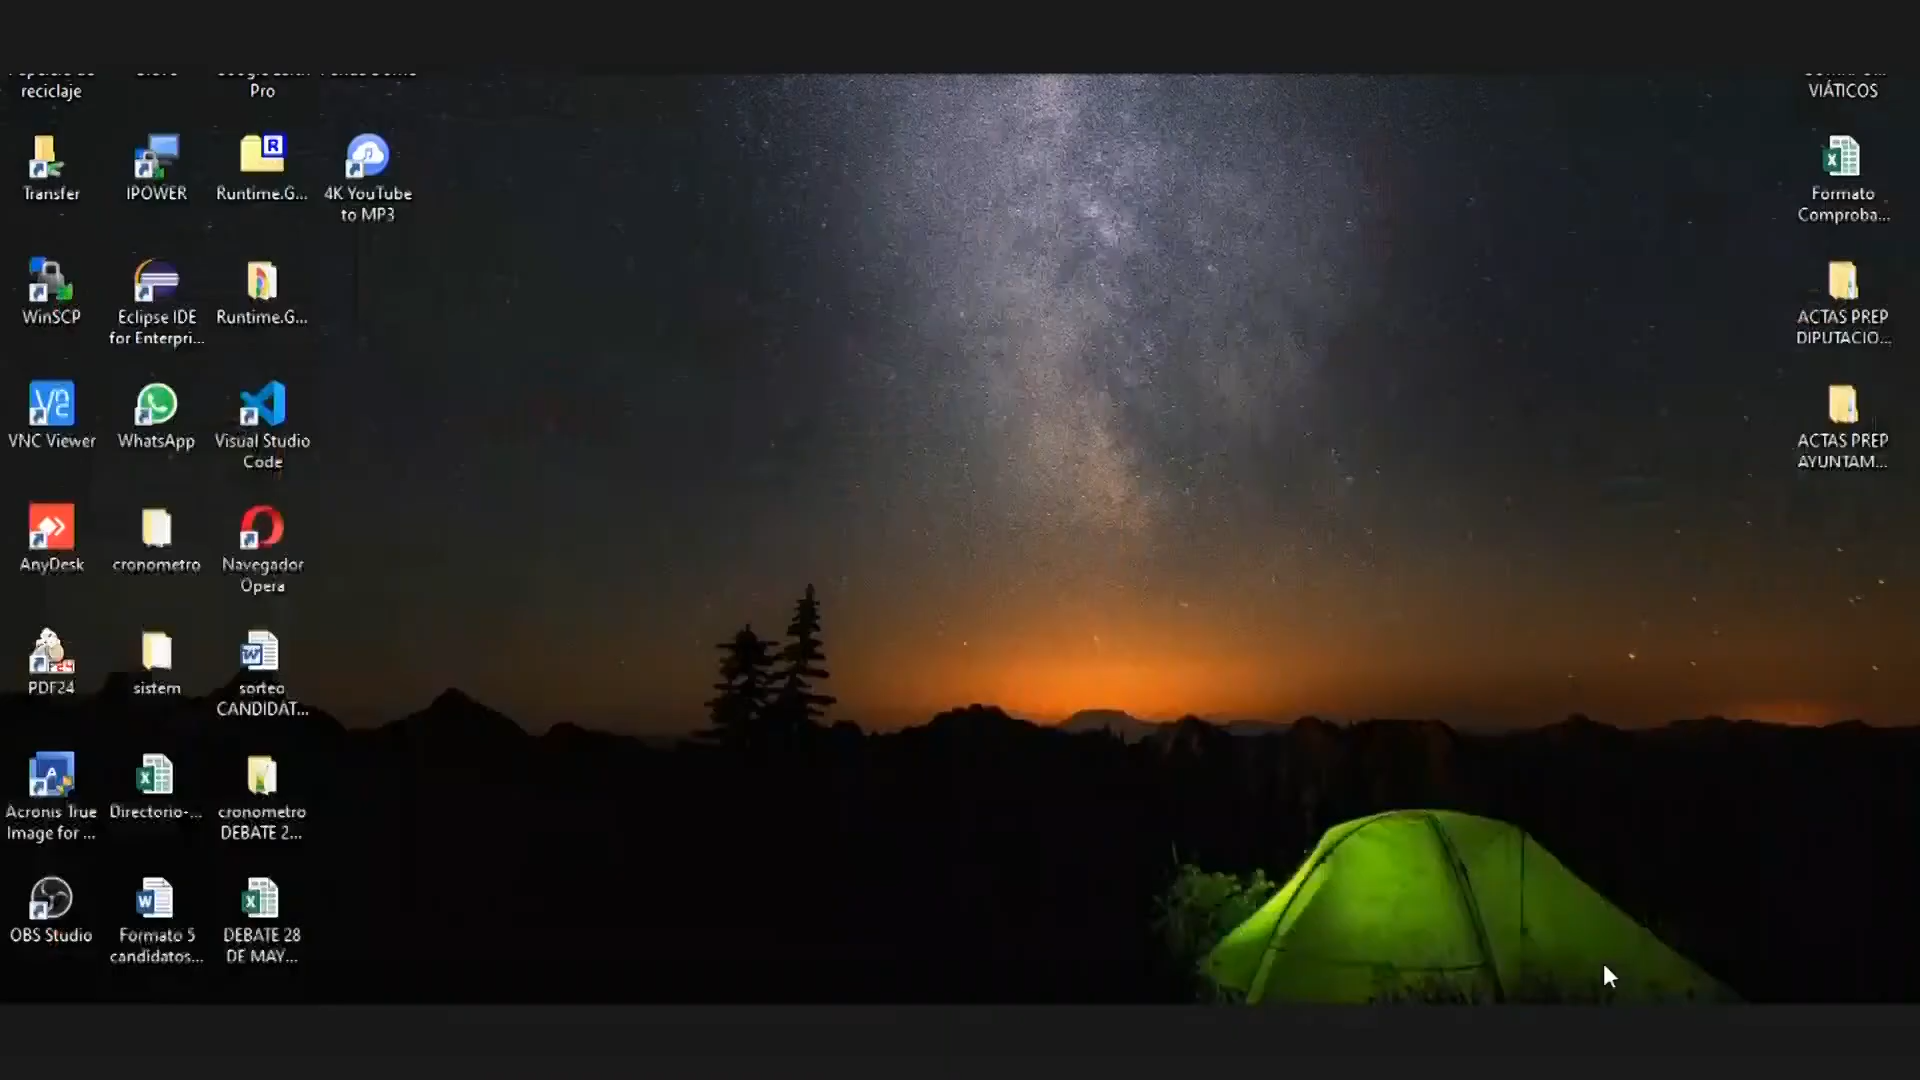 reciclaje
Pro
VIÁTICOS
Transfer
IPOWER
Runtime.G...
4K YouTube
to MP3
Formato
Comproba...
WinSCP
Eclipse IDE
for Enterpri...
Runtime.G...
ACTAS PREP
DIPUTACIO...
VNC Viewer
WhatsApp
Visual Studio
Code
ACTAS PREP
AYUNTAM...
AnyDesk
cronometro
Navegador
Opera
PDF24
sistem
sorteo
CANDIDAT...
Acronis True
Image for ...
Directorio-...
cronometro
DEBATE 2...
OBS Studio
Formato 5
candidatos...
DEBATE 28
DE MAY...